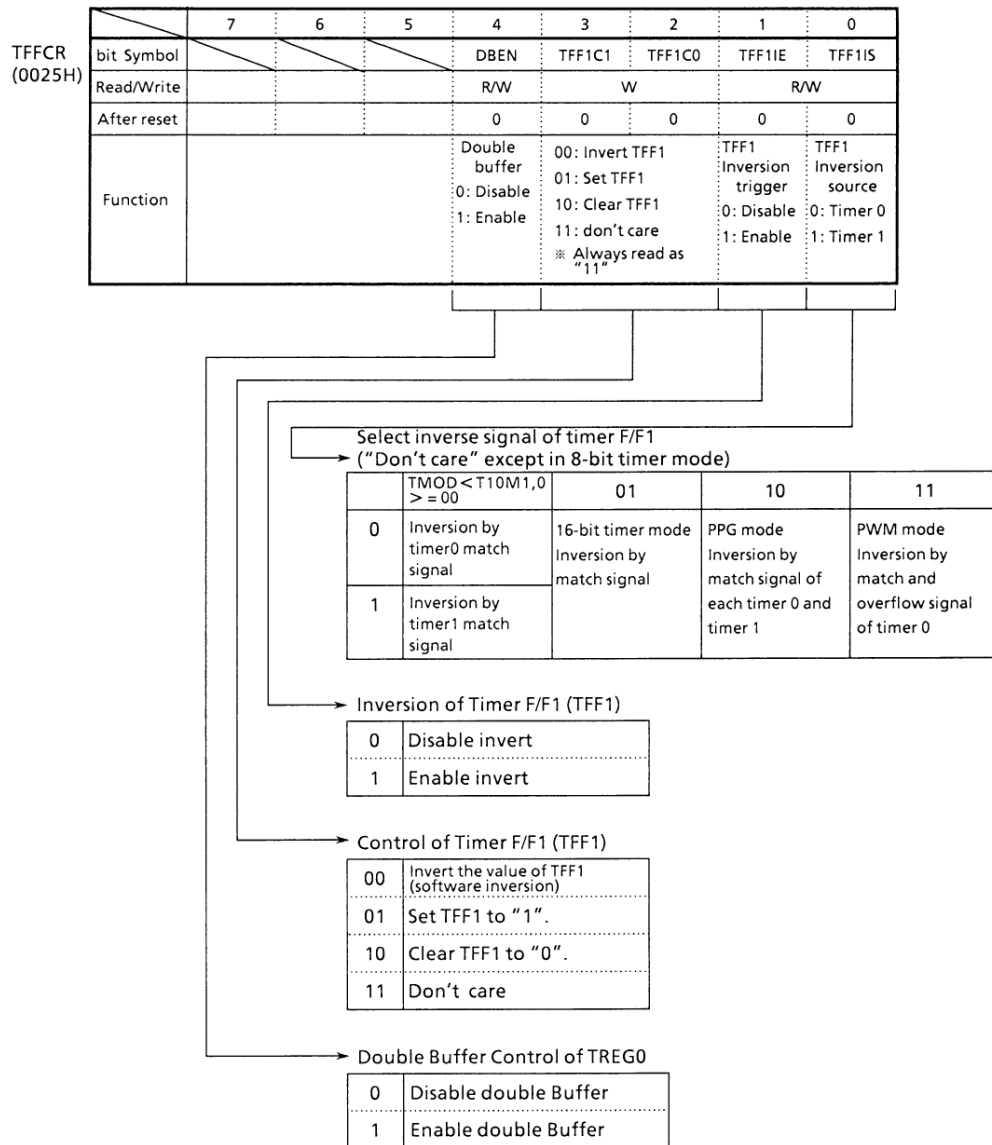 7 6 5 4 3 2 1 0
TFFCR
(0025H)
bit Symbol DBEN TFF1C1 TFF1C0 TFF1IE TFF1IS
Read/Write R/W W R/W
After reset 0 0 0 0 0
Function
Double
buffer
0: Disable
1: Enable
00: Invert TFF1
01: Set TFF1
10: Clear TFF1
11: don't care
※ Always read as
"11"
TFF1
Inversion
trigger
0: Disable
1: Enable
TFF1
Inversion
source
0: Timer 0
1: Timer 1
Select inverse signal of timer F/F1
("Don't care" except in 8-bit timer mode)
TMOD<T10M1,0
>=00
01 10 11
0
Inversion by
timer0 match
signal
1
Inversion by
timer1 match
signal
16-bit timer mode
Inversion by
match signal
PPG mode
Inversion by
match signal of
each timer 0 and
timer 1
PWM mode
Inversion by
match and
overflow signal
of timer 0
Inversion of Timer F/F1 (TFF1)
0 Disable invert
1 Enable invert
Control of Timer F/F1 (TFF1)
00 Invert the value of TFF1
(software inversion)
01 Set TFF1 to "1".
10 Clear TFF1 to "0".
11 Don't care
Double Buffer Control of TREG0
0 Disable double Buffer
1 Enable double Buffer